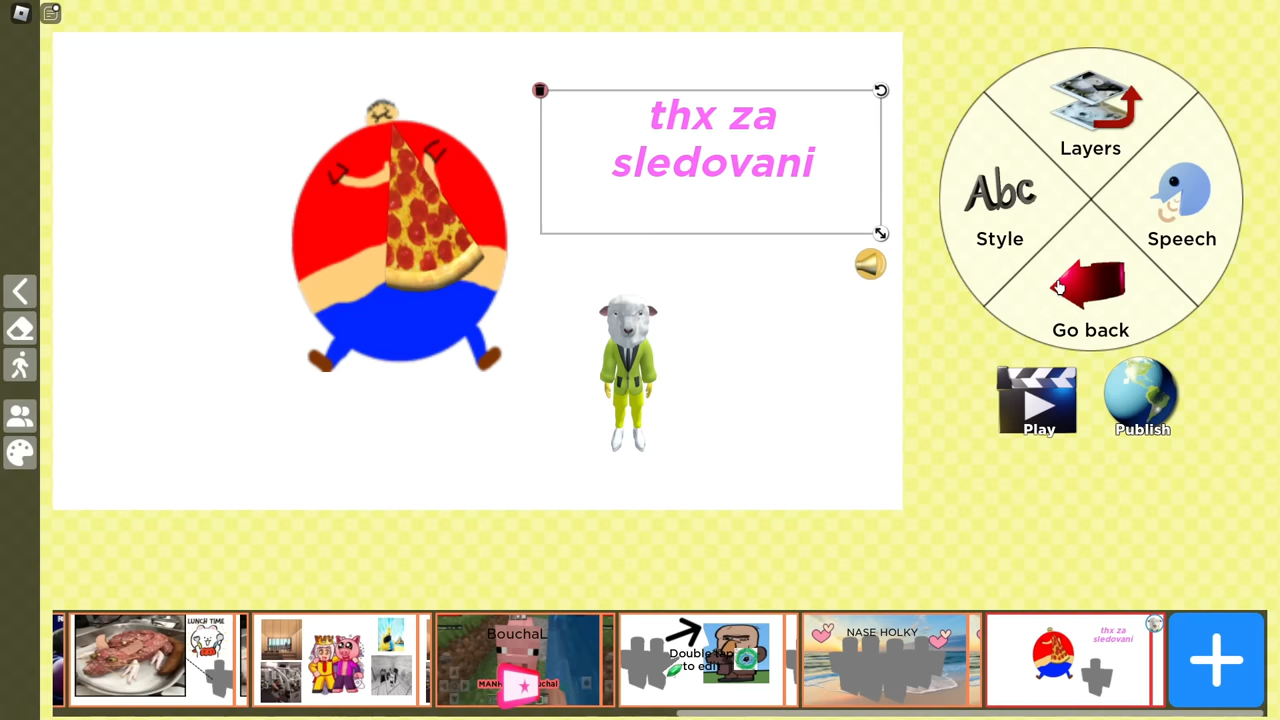 thx za
sledovani
Layers
Abc
Style
Speech
Go back
Play
Publish
LUNCH TIME
BouchaL
Double tap
to edit
NASE HOLKY
thx za
sledovani